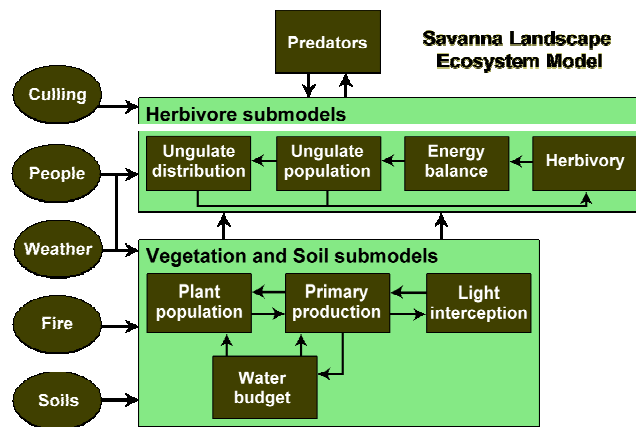 Predators
Savanna Landscape
Ecosystem Model
Culling
Herbivore submodels
People
Ungulate
distribution
Ungulate
population
Energy
balance
Herbivory
Weather
Vegetation and Soil submodels
Plant
population
Primary
production
Light
interception
Fire
Water
budget
Soils